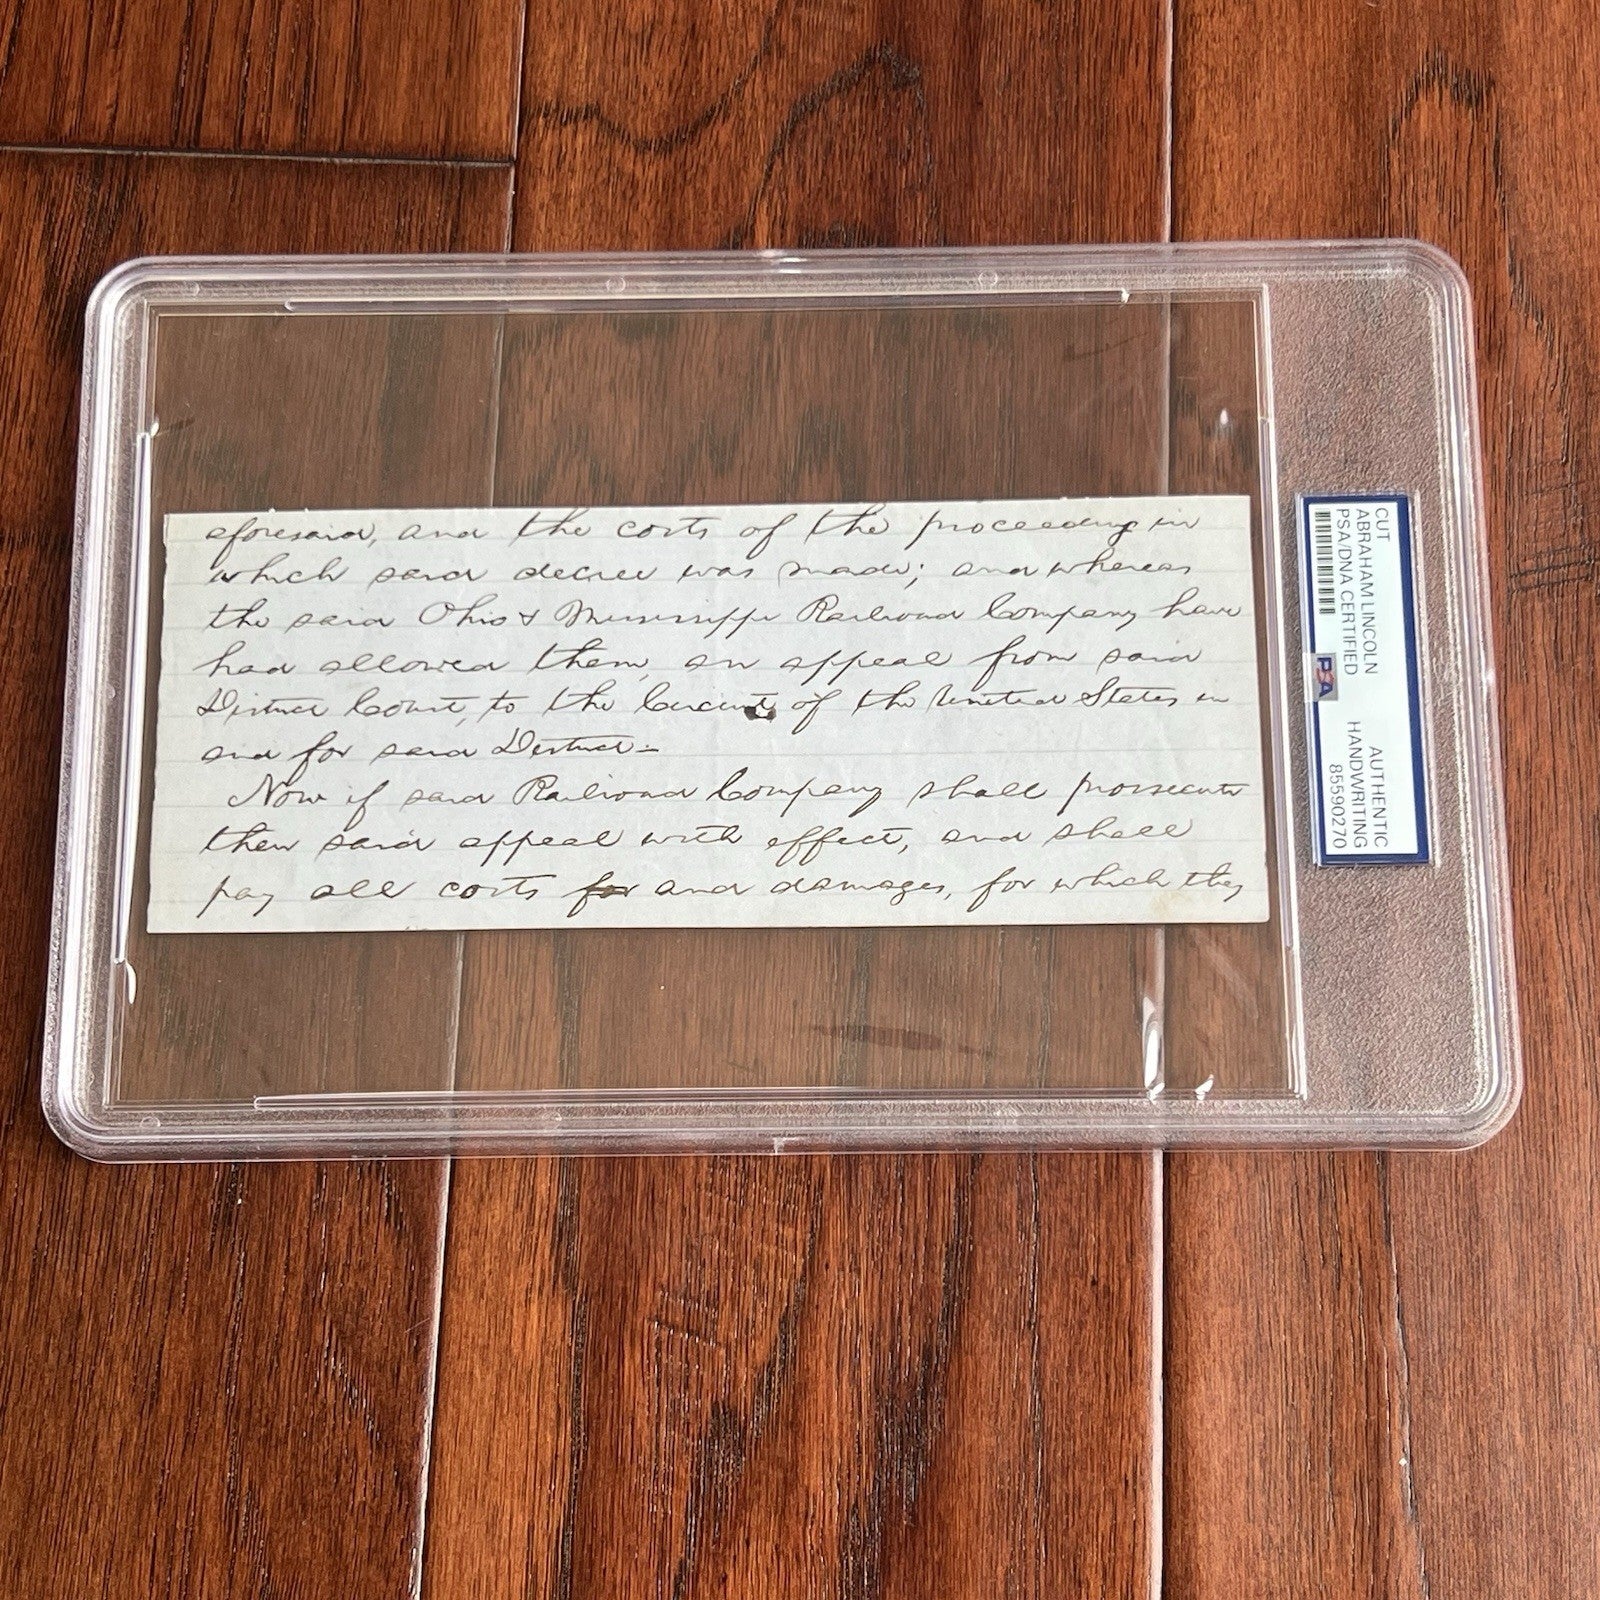 aforesaid, and the costs of the proceeding in
which said decree was made; and whereas
the said Ohio & Mississippi Railroad Company have
had allowed them, an appeal from said
District Court, to the Circuit of the United States in
and for said District—
Now if said Railroad Company shall prossecute
their said appeal with effect, and shall
pay all costs for and damages, for which they
CUT
ABRAHAM LINCOLN
PSA/DNA CERTIFIED
PSA
AUTHENTIC
HANDWRITING
85590270